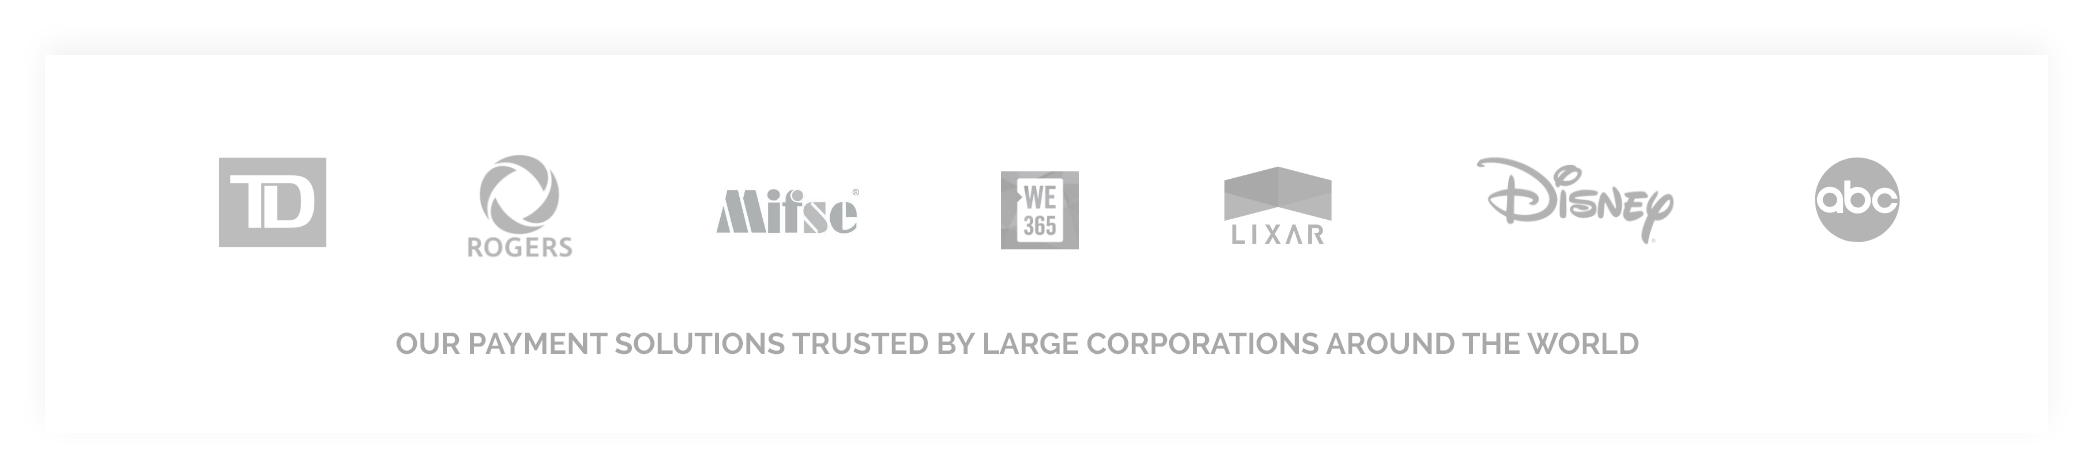 TD
ROGERS
Mifse®
WE
365
LIXAR
Disney
abc
OUR PAYMENT SOLUTIONS TRUSTED BY LARGE CORPORATIONS AROUND THE WORLD